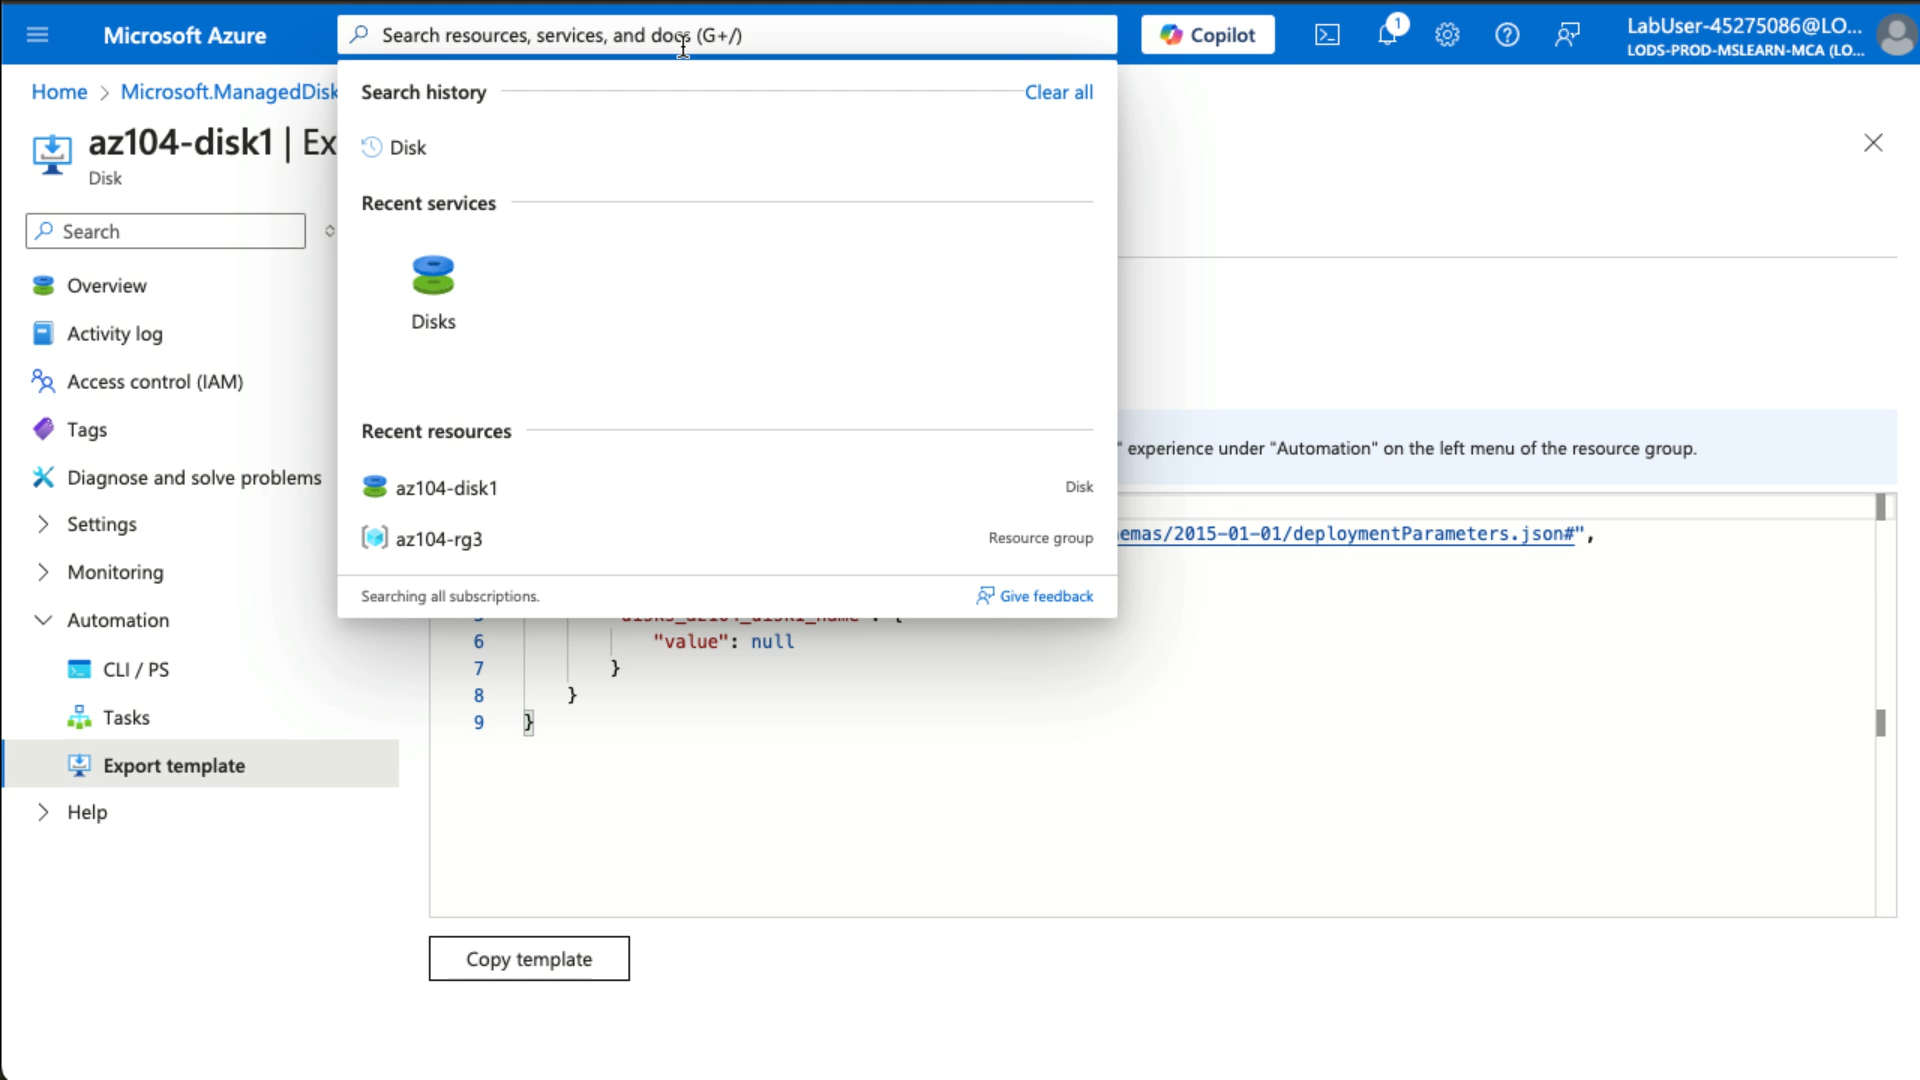 Microsoft Azure
Search resources, services, and docs (G+/)
Copilot
1
LabUser-45275086@LO...
LODS-PROD-MSLEARN-MCA (LO...
Home > Microsoft.ManagedDisk
az104-disk1 | Ex
Disk
Search
Overview
Activity log
Access control (IAM)
Tags
Diagnose and solve problems
Settings
Monitoring
Automation
CLI / PS
Tasks
Export template
Help
Search history
Clear all
Disk
Recent services
Disks
Recent resources
az104-disk1
Disk
az104-rg3
Resource group
Searching all subscriptions.
Give feedback
" experience under "Automation" on the left menu of the resource group.
emas/2015-01-01/deploymentParameters.json#",
6 "value": null
7 }
8 }
9 }
Copy template